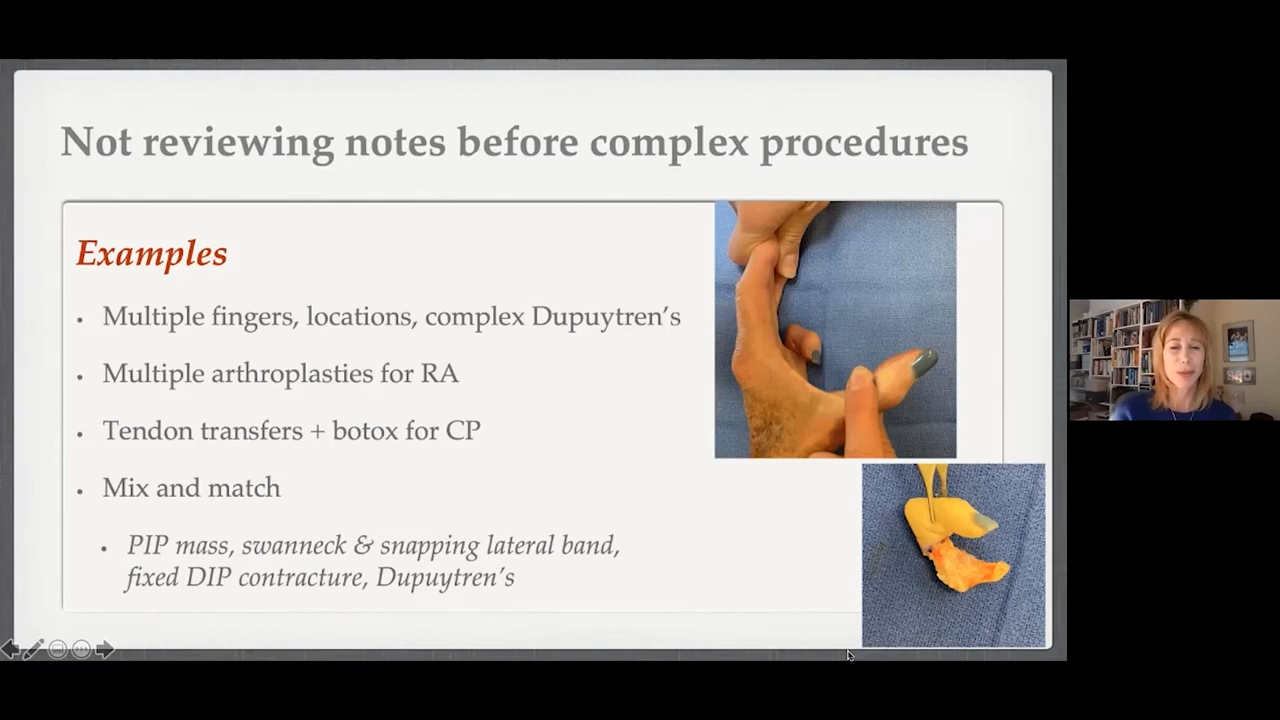 Not reviewing notes before complex procedures
Examples
• Multiple fingers, locations, complex Dupuytren’s
• Multiple arthroplasties for RA
• Tendon transfers + botox for CP
• Mix and match
• PIP mass, swanneck & snapping lateral band,
fixed DIP contracture, Dupuytren’s